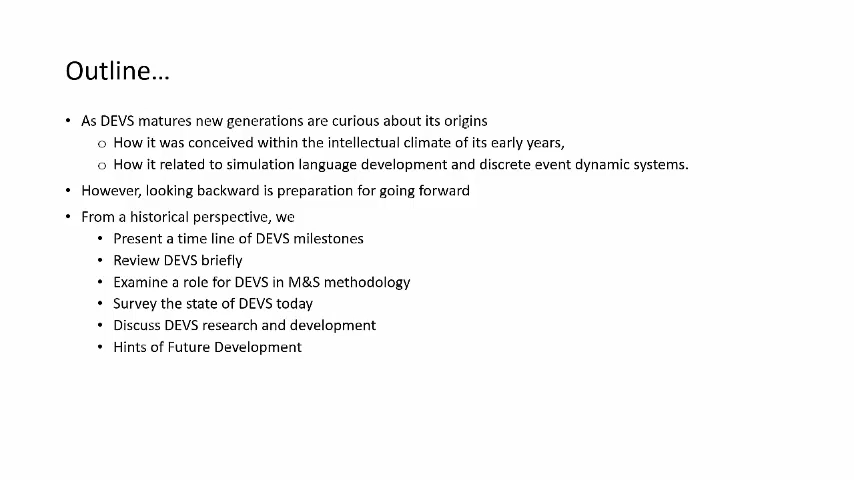 Outline…
• As DEVS matures new generations are curious about its origins
o How it was conceived within the intellectual climate of its early years,
o How it related to simulation language development and discrete event dynamic systems.
• However, looking backward is preparation for going forward
• From a historical perspective, we
• Present a time line of DEVS milestones
• Review DEVS briefly
• Examine a role for DEVS in M&S methodology
• Survey the state of DEVS today
• Discuss DEVS research and development
• Hints of Future Development